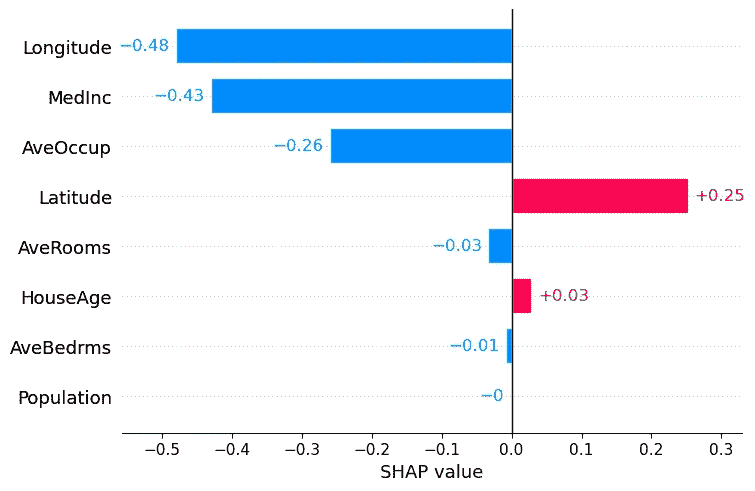 Longitude −0.48
MedInc −0.43
AveOccup −0.26
Latitude +0.25
AveRooms −0.03
HouseAge +0.03
AveBedrms −0.01
Population −0
−0.5 −0.4 −0.3 −0.2 −0.1 0.0 0.1 0.2 0.3
SHAP value